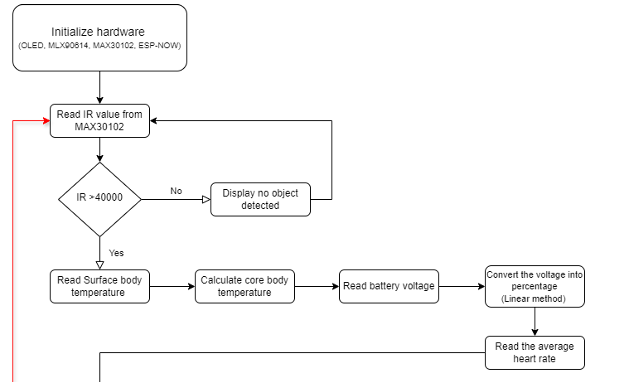 Initialize hardware
(OLED, MLX90614, MAX30102, ESP-NOW)
Read IR value from
MAX30102
IR >40000
No
Display no object
detected
Yes
Read Surface body
temperature
Calculate core body
temperature
Read battery voltage
Convert the voltage into
percentage
(Linear method)
Read the average
heart rate